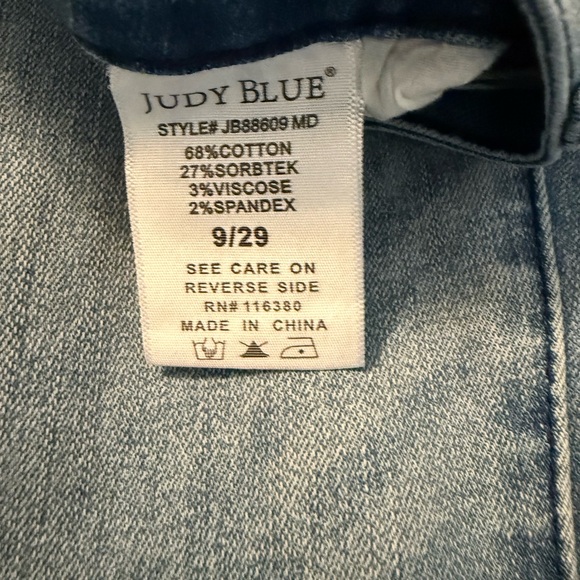 JUDY BLUE®
STYLE# JB88609 MD
68%COTTON
27%SORBTEK
3%VISCOSE
2%SPANDEX
9/29
SEE CARE ON
REVERSE SIDE
RN# 116380
MADE IN CHINA